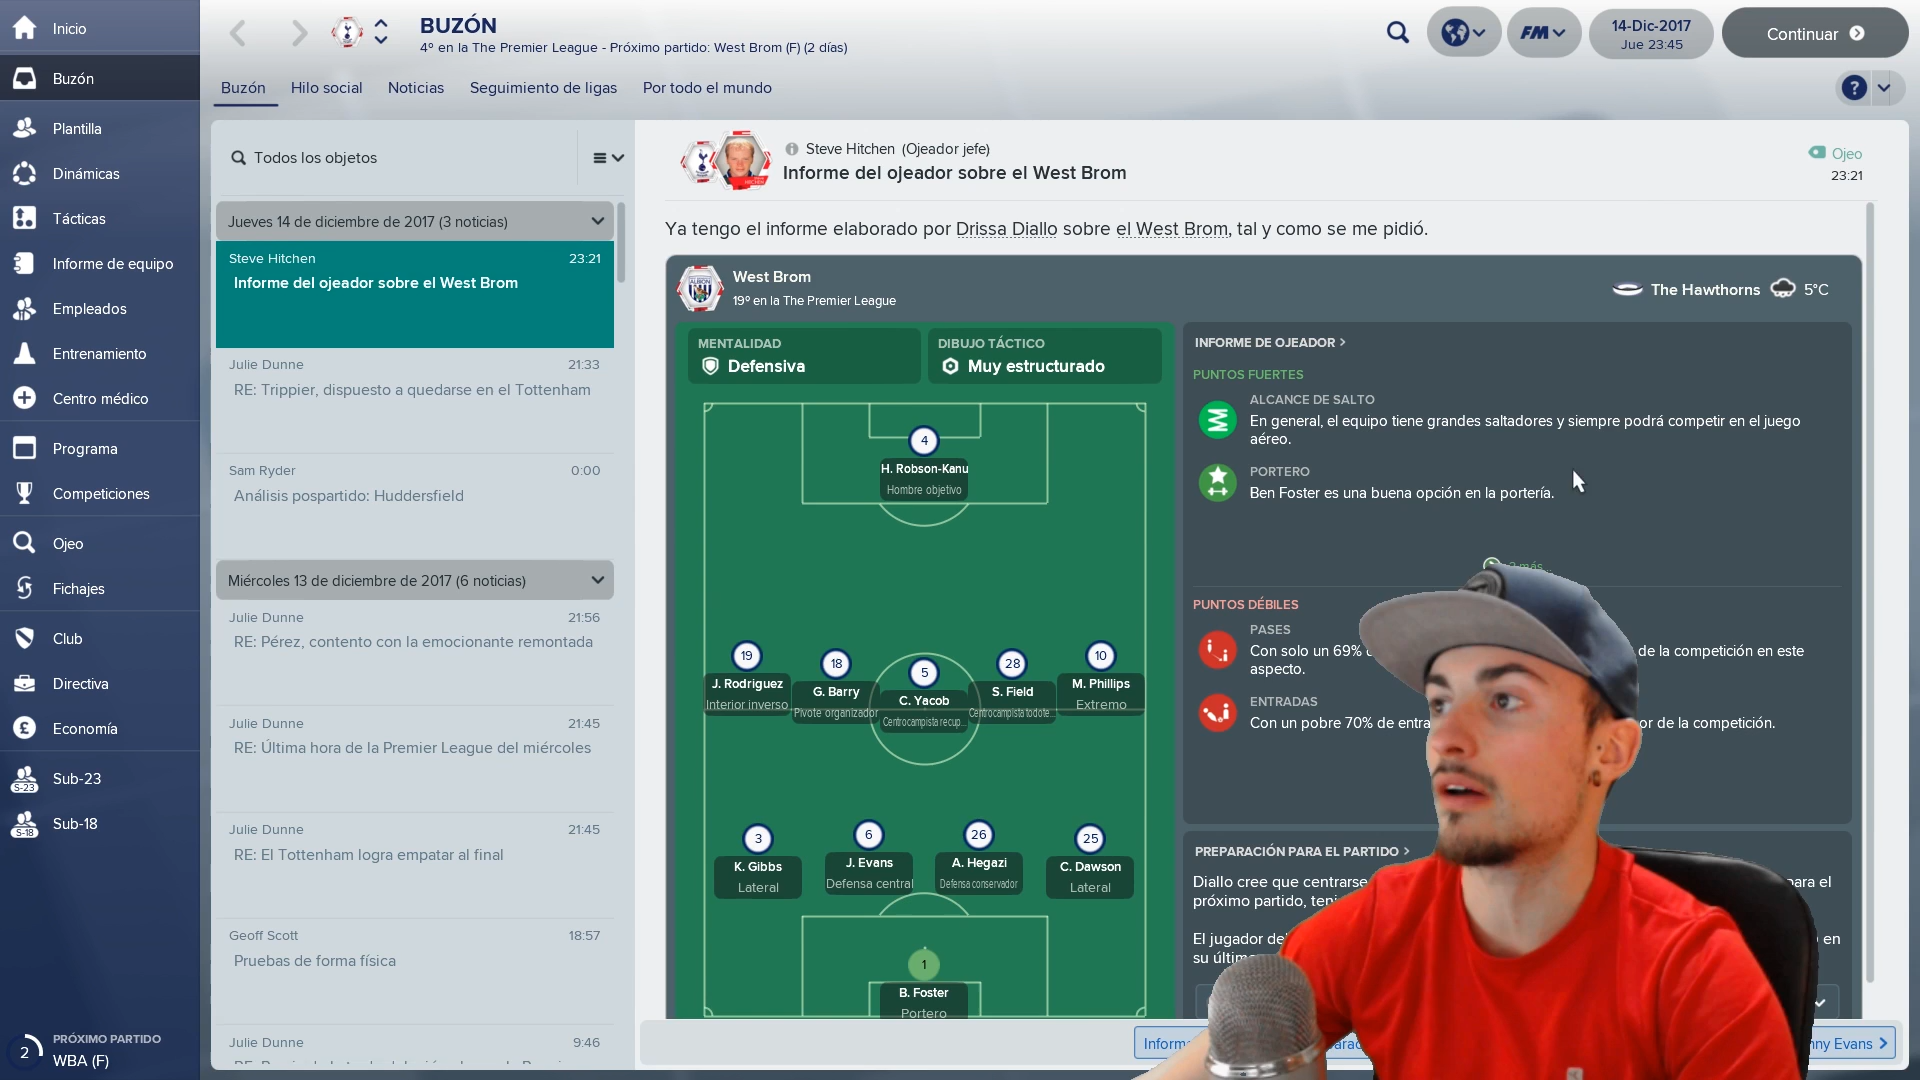 Inicio
Buzón
Plantilla
Dinámicas
Tácticas
Informe de equipo
Empleados
Entrenamiento
Centro médico
Programa
Competiciones
Ojeo
Fichajes
Club
Directiva
Economía
S-23
Sub-23
S-18
Sub-18
2
PRÓXIMO PARTIDO
WBA (F)
BUZÓN
4º en la The Premier League - Próximo partido: West Brom (F) (2 días)
FM
14-Dic-2017
Jue 23:45
Continuar
Buzón
Hilo social
Noticias
Seguimiento de ligas
Por todo el mundo
?
Todos los objetos
Jueves 14 de diciembre de 2017 (3 noticias)
Steve Hitchen
23:21
Informe del ojeador sobre el West Brom
Julie Dunne
21:33
RE: Trippier, dispuesto a quedarse en el Tottenham
Sam Ryder
0:00
Análisis pospartido: Huddersfield
Miércoles 13 de diciembre de 2017 (6 noticias)
Julie Dunne
21:56
RE: Pérez, contento con la emocionante remontada
Julie Dunne
21:45
RE: Última hora de la Premier League del miércoles
Julie Dunne
21:45
RE: El Tottenham logra empatar al final
Geoff Scott
18:57
Pruebas de forma física
Julie Dunne
9:46
Steve Hitchen (Ojeador jefe)
Informe del ojeador sobre el West Brom
Ojeo
23:21
Ya tengo el informe elaborado por Drissa Diallo sobre el West Brom, tal y como se me pidió.
West Brom
19º en la The Premier League
The Hawthorns
5°C
MENTALIDAD
Defensiva
DIBUJO TÁCTICO
Muy estructurado
4
H. Robson-Kanu
Hombre objetivo
19
J. Rodriguez
Interior inverso
18
G. Barry
Pivote organizador
5
C. Yacob
Centrocampista recup...
28
S. Field
Centrocampista todote...
10
M. Phillips
Extremo
3
K. Gibbs
Lateral
6
J. Evans
Defensa central
26
A. Hegazi
Defensa conservador
25
C. Dawson
Lateral
1
B. Foster
Portero
INFORME DE OJEADOR >
PUNTOS FUERTES
ALCANCE DE SALTO
En general, el equipo tiene grandes saltadores y siempre podrá competir en el juego
aéreo.
PORTERO
Ben Foster es una buena opción en la portería.
2 más...
PUNTOS DÉBILES
PASES
Con solo un 69% de la competición en este
aspecto.
ENTRADAS
Con un pobre 70% de de la competición.
PREPARACIÓN PARA EL PARTIDO >
Diallo cree que centrarse para el
próximo partido,
El jugador en
su
Evans